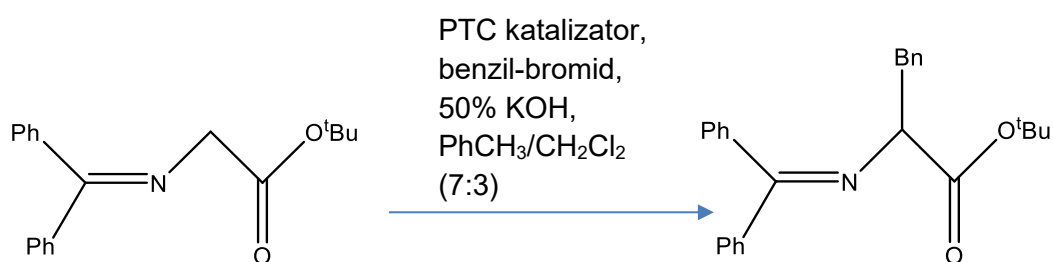 PTC katalizator,
benzil-bromid,
50% KOH,
PhCH₃/CH₂Cl₂
(7:3)
Ph
Ph
N
O
OᵗBu
Bn
Ph
Ph
N
O
OᵗBu